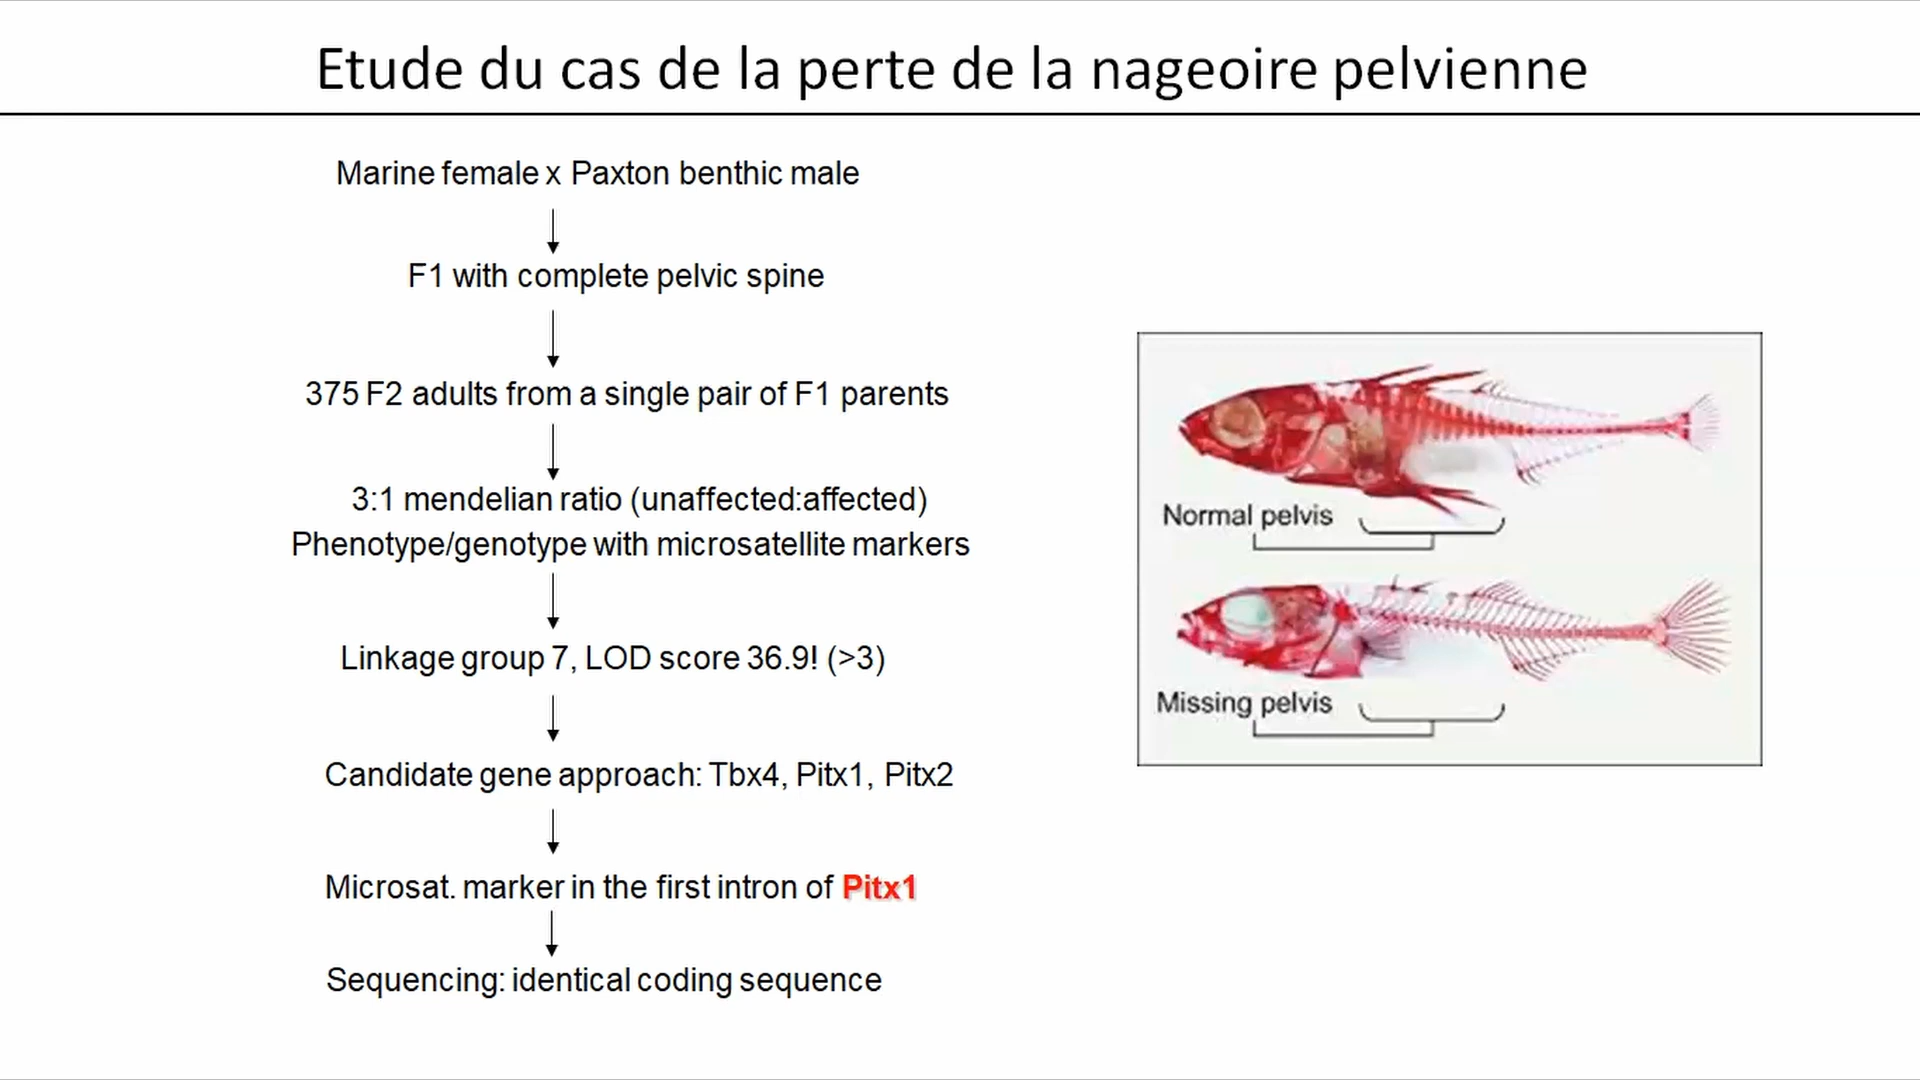 Etude du cas de la perte de la nageoire pelvienne
Marine female x Paxton benthic male
F1 with complete pelvic spine
375 F2 adults from a single pair of F1 parents
3:1 mendelian ratio (unaffected:affected)
Phenotype/genotype with microsatellite markers
Linkage group 7, LOD score 36.9! (>3)
Candidate gene approach: Tbx4, Pitx1, Pitx2
Microsat. marker in the first intron of Pitx1
Sequencing: identical coding sequence
Normal pelvis
Missing pelvis